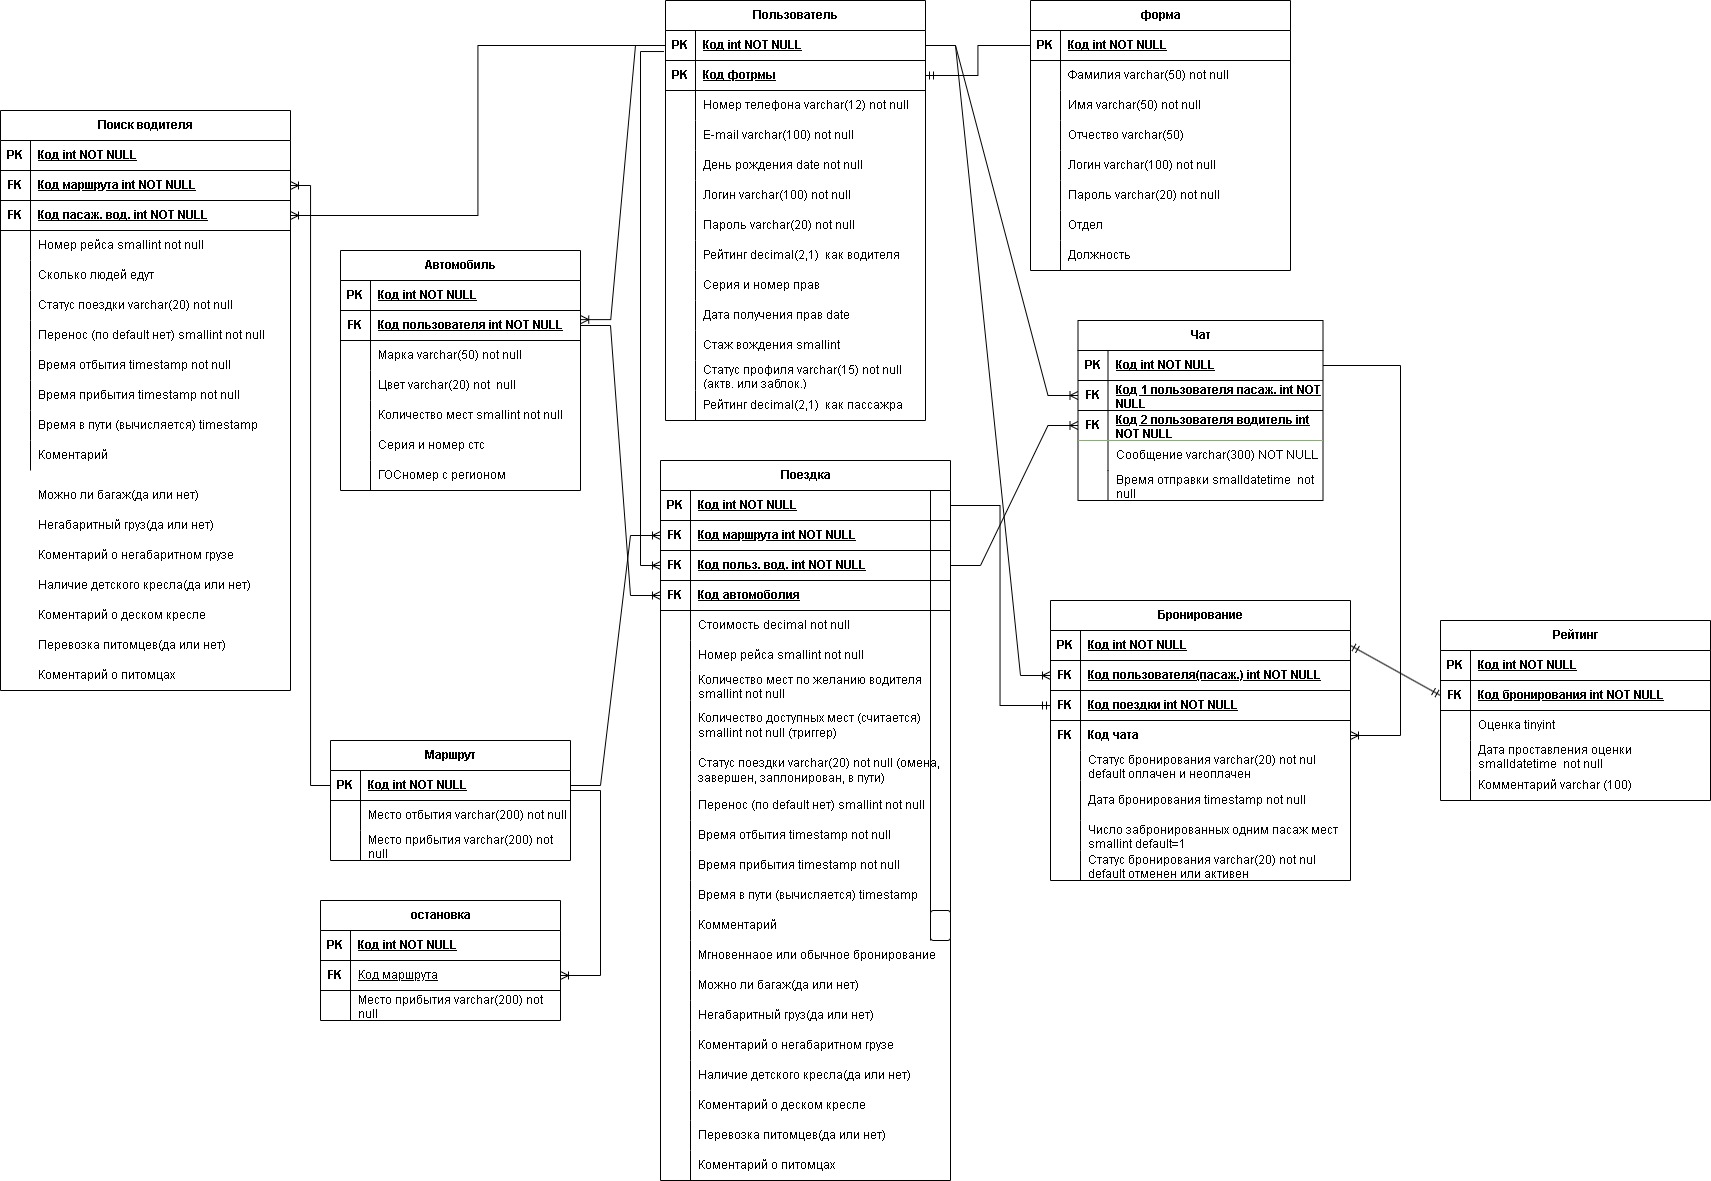 Пользователь
PK Код int NOT NULL
PK Код фотрмы
Номер телефона varchar(12) not null
E-mail varchar(100) not null
День рождения date not null
Логин varchar(100) not null
Пароль varchar(20) not null
Рейтинг decimal(2,1) как водителя
Серия и номер прав
Дата получения прав date
Стаж вождения smallint
Статус профиля varchar(15) not null
(актв. или заблок.)
Рейтинг decimal(2,1) как пассажра
форма
PK Код int NOT NULL
Фамилия varchar(50) not null
Имя varchar(50) not null
Отчество varchar(50)
Логин varchar(100) not null
Пароль varchar(20) not null
Отдел
Должность
Поиск водителя
PK Код int NOT NULL
FK Код маршрута int NOT NULL
FK Код пасаж. вод. int NOT NULL
Номер рейса smallint not null
Сколько людей едут
Статус поездки varchar(20) not null
Перенос (по default нет) smallint not null
Время отбытия timestamp not null
Время прибытия timestamp not null
Время в пути (вычисляется) timestamp
Коментарий
Можно ли багаж(да или нет)
Негабаритный груз(да или нет)
Коментарий о негабаритном грузе
Наличие детского кресла(да или нет)
Коментарий о деском кресле
Перевозка питомцев(да или нет)
Коментарий о питомцах
Автомобиль
PK Код int NOT NULL
FK Код пользователя int NOT NULL
Марка varchar(50) not null
Цвет varchar(20) not null
Количество мест smallint not null
Серия и номер стс
ГОСномер с регионом
Чат
PK Код int NOT NULL
FK Код 1 пользователя пасаж. int NOT
NULL
FK Код 2 пользователя водитель int
NOT NULL
Сообщение varchar(300) NOT NULL
Время отправки smalldatetime not
null
Поездка
PK Код int NOT NULL
FK Код маршрута int NOT NULL
FK Код польз. вод. int NOT NULL
FK Код автомоболия
Стоимость decimal not null
Номер рейса smallint not null
Количество мест по желанию водителя
smallint not null
Количество доступных мест (считается)
smallint not null (триггер)
Статус поездки varchar(20) not null (омена,
завершен, заплонирован, в пути)
Перенос (по default нет) smallint not null
Время отбытия timestamp not null
Время прибытия timestamp not null
Время в пути (вычисляется) timestamp
Комментарий
Мгновеннаое или обычное бронирование
Можно ли багаж(да или нет)
Негабаритный груз(да или нет)
Коментарий о негабаритном грузе
Наличие детского кресла(да или нет)
Коментарий о деском кресле
Перевозка питомцев(да или нет)
Коментарий о питомцах
Бронирование
PK Код int NOT NULL
FK Код пользователя(пасаж.) int NOT NULL
FK Код поездки int NOT NULL
FK Код чата
Статус бронирования varchar(20) not nul
default оплачен и неоплачен
Дата бронирования timestamp not null
Число забронированных одним пасаж мест
smallint default=1
Статус бронирования varchar(20) not nul
default отменен или активен
Рейтинг
PK Код int NOT NULL
FK Код бронирования int NOT NULL
Оценка tinyint
Дата проставления оценки
smalldatetime not null
Комментарий varchar (100)
Маршрут
PK Код int NOT NULL
Место отбытия varchar(200) not null
Место прибытия varchar(200) not
null
остановка
PK Код int NOT NULL
FK Код маршрута
Место прибытия varchar(200) not
null